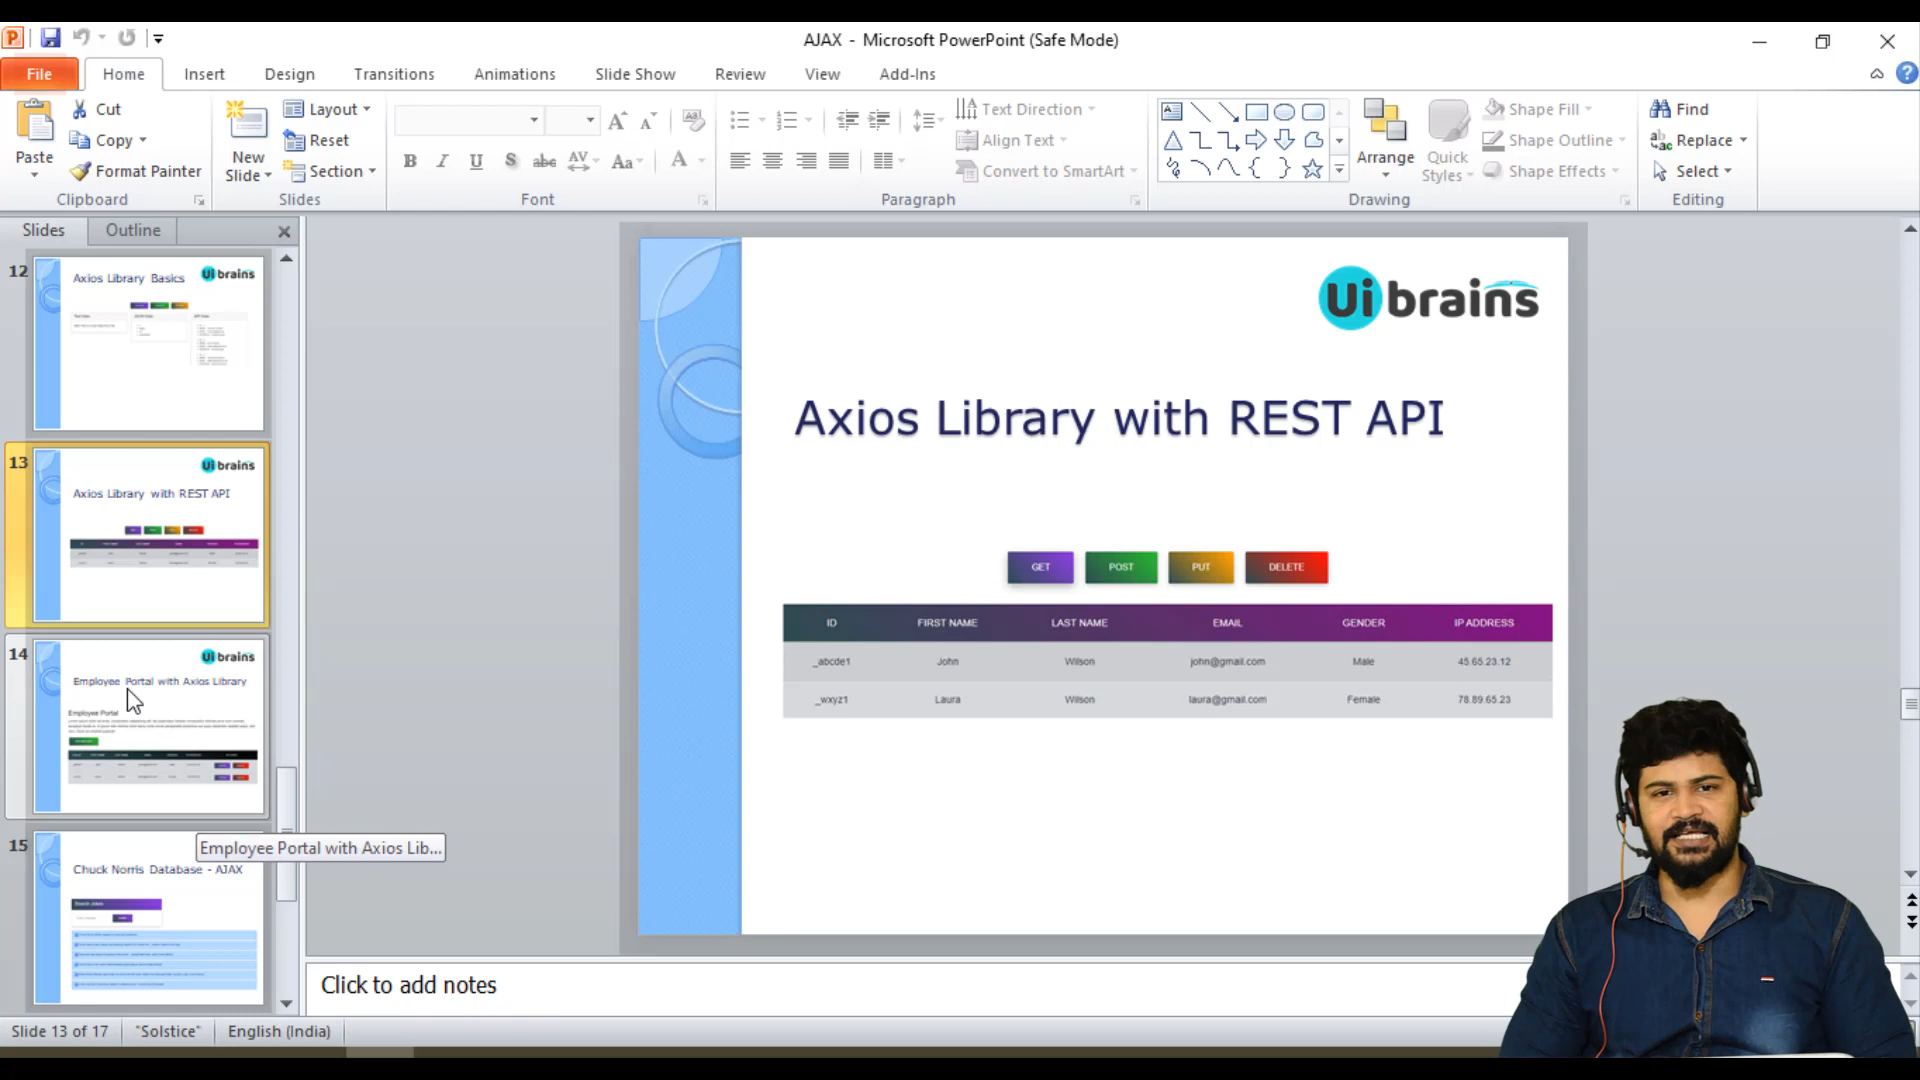 AJAX - Microsoft PowerPoint (Safe Mode)
File Home Insert Design Transitions Animations Slide Show Review View Add-Ins
Paste Cut Copy Format Painter
Clipboard
New Slide Layout Reset Section
Slides
B I U S abc AV Aa A
Font
Text Direction
Align Text
Convert to SmartArt
Paragraph
Arrange Quick Styles
Shape Fill
Shape Outline
Shape Effects
Drawing
Find
Replace
Select
Editing
Slides Outline
12
Axios Library Basics
Ui brains
13
Ui brains
Axios Library with REST API
14
Ui brains
Employee Portal with Axios Library
Employee Portal
15
Employee Portal with Axios Lib...
Chuck Norris Database - AJAX
Ui brains
Axios Library with REST API
GET POST PUT DELETE
ID FIRST NAME LAST NAME EMAIL GENDER IP ADDRESS
_abcde1 John Wilson john@gmail.com Male 45.65.23.12
_wxyz1 Laura Wilson laura@gmail.com Female 78.89.65.23
Click to add notes
Slide 13 of 17 "Solstice" English (India)